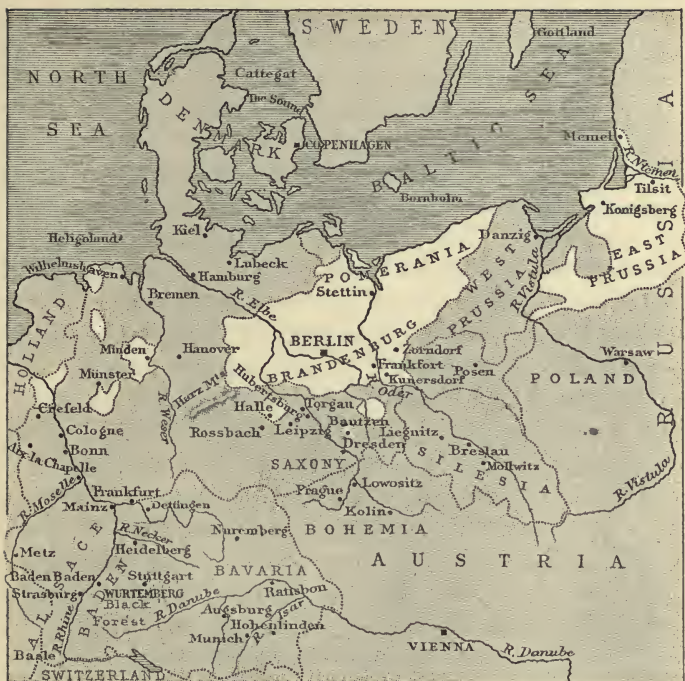 SWEDEN
Gottland
NORTH
SEA
Cattegat
The Sound
DENMARK
COPENHAGEN
BALTIC SEA
Bornholm
Memel
R. Niemen
Tilsit
Konigsberg
EAST
PRUSSIA
RUSSIA
Kiel
Heligoland
Danzig
Wilhelmshaven
Lubeck
Hamburg
POMERANIA
Stettin
WEST
PRUSSIA
R. Vistula
Bremen
R. Elbe
HOLLAND
BERLIN
BRANDENBURG
Minden
Hanover
Zorndorf
Warsaw
Münster
Frankfort
Kunersdorf
Posen
POLAND
R. Weser
Harz Mts
Hubertsburg
R. Oder
Crefeld
Halle
Torgau
Cologne
Rossbach
Leipzig
Bautzen
Liegnitz
Bonn
Dresden
Breslau
Aix la Chapelle
SAXONY
SILESIA
Mollwitz
R. Moselle
Frankfurt
Prague
Lowositz
R. Vistula
Mainz
Dettingen
Kolin
R. Necker
Nuremberg
BOHEMIA
Metz
Heidelberg
AUSTRIA
Baden Baden
Stuttgart
BAVARIA
Strasburg
WURTEMBERG
Ratisbon
ALSACE
BADEN
Black
Forest
R. Danube
Augsburg
R. Isar
R. Rhine
Munich
Hohenlinden
VIENNA
R. Danube
Basle
SWITZERLAND